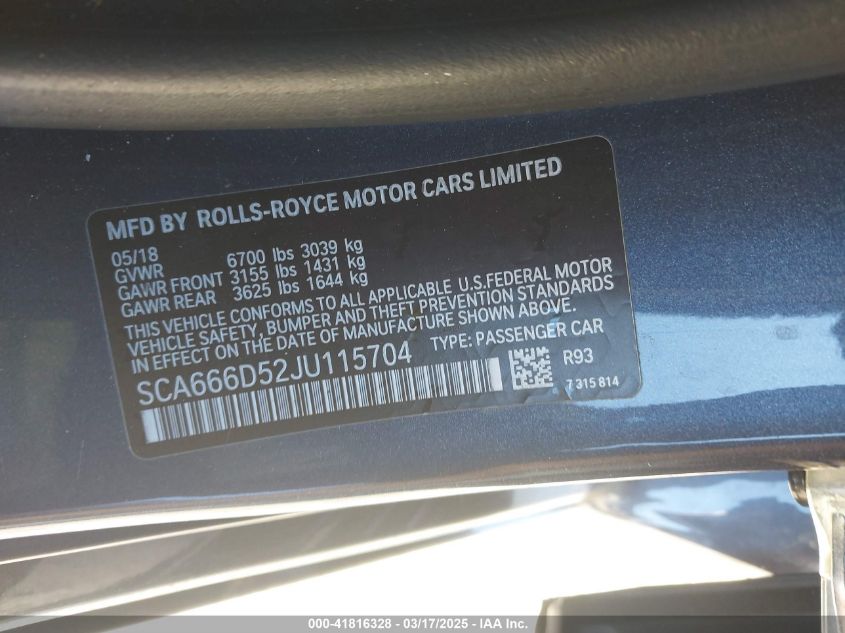 MFD BY ROLLS-ROYCE MOTOR CARS LIMITED
05/18
GVWR 6700 lbs 3039 kg
GAWR FRONT 3155 lbs 1431 kg
GAWR REAR 3625 lbs 1644 kg
THIS VEHICLE CONFORMS TO ALL APPLICABLE U.S.FEDERAL MOTOR
VEHICLE SAFETY, BUMPER AND THEFT PREVENTION STANDARDS
IN EFFECT ON THE DATE OF MANUFACTURE SHOWN ABOVE.
SCA666D52JU115704 TYPE: PASSENGER CAR
R93
7 315 814
000-41816328 - 03/17/2025 - IAA Inc.